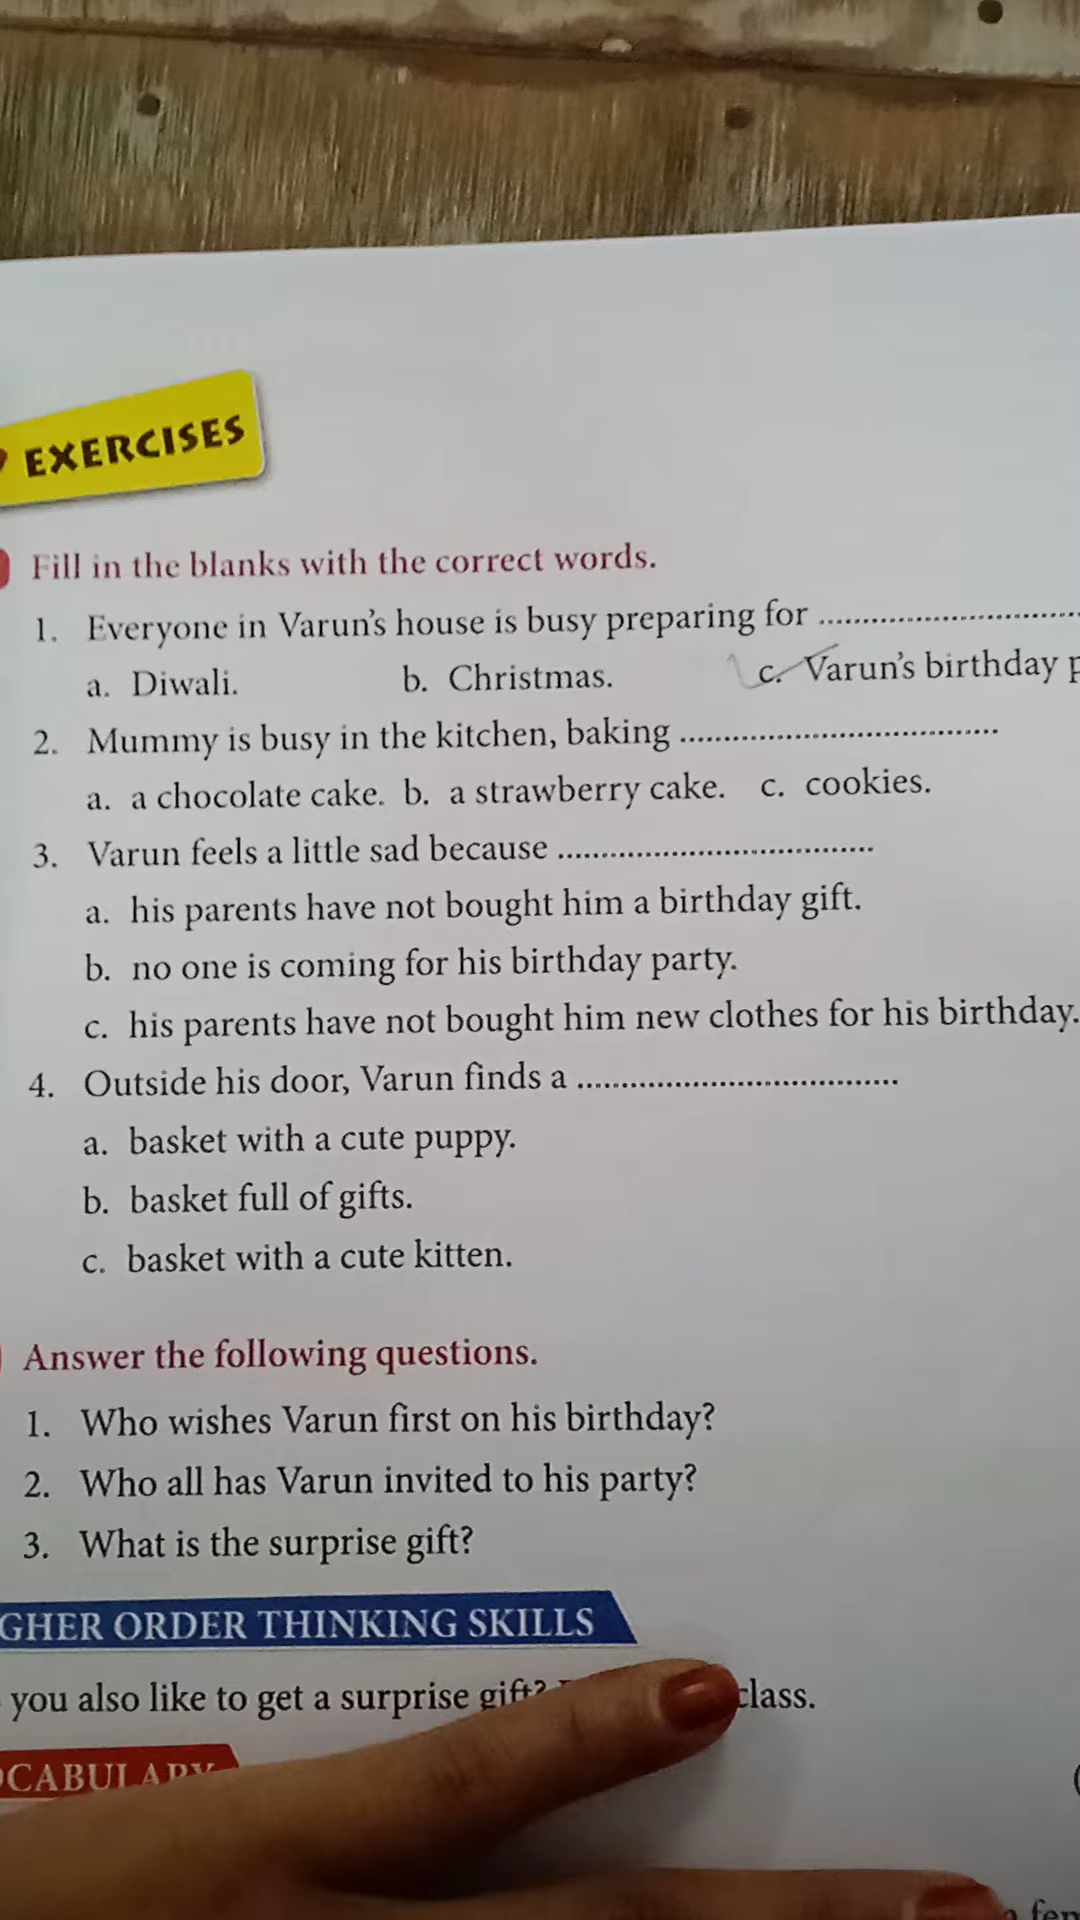 EXERCISES
Fill in the blanks with the correct words.
1. Everyone in Varun's house is busy preparing for ..............................
a. Diwali. b. Christmas. c. Varun's birthday
2. Mummy is busy in the kitchen, baking ....................................
a. a chocolate cake. b. a strawberry cake. c. cookies.
3. Varun feels a little sad because ....................................
a. his parents have not bought him a birthday gift.
b. no one is coming for his birthday party.
c. his parents have not bought him new clothes for his birthday.
4. Outside his door, Varun finds a ....................................
a. basket with a cute puppy.
b. basket full of gifts.
c. basket with a cute kitten.
Answer the following questions.
1. Who wishes Varun first on his birthday?
2. Who all has Varun invited to his party?
3. What is the surprise gift?
GHER ORDER THINKING SKILLS
you also like to get a surprise gift? class.
OCABULARY